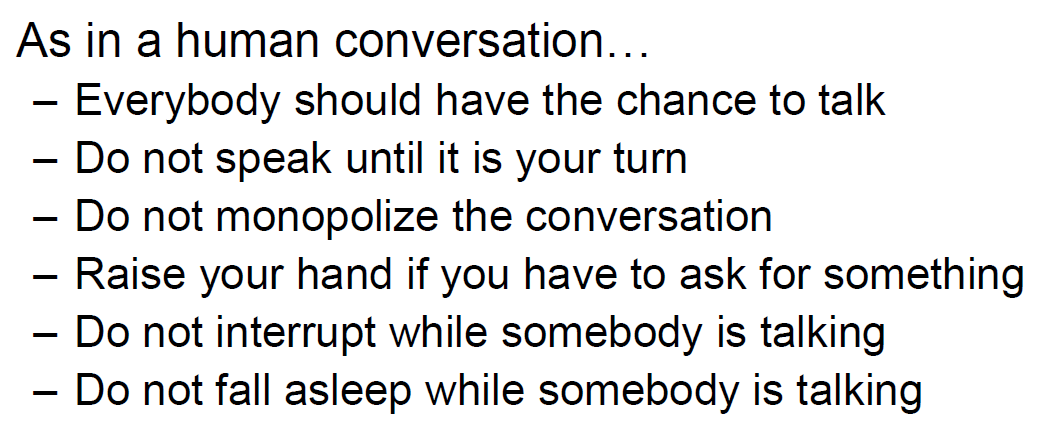 As in a human conversation…
– Everybody should have the chance to talk
– Do not speak until it is your turn
– Do not monopolize the conversation
– Raise your hand if you have to ask for something
– Do not interrupt while somebody is talking
– Do not fall asleep while somebody is talking